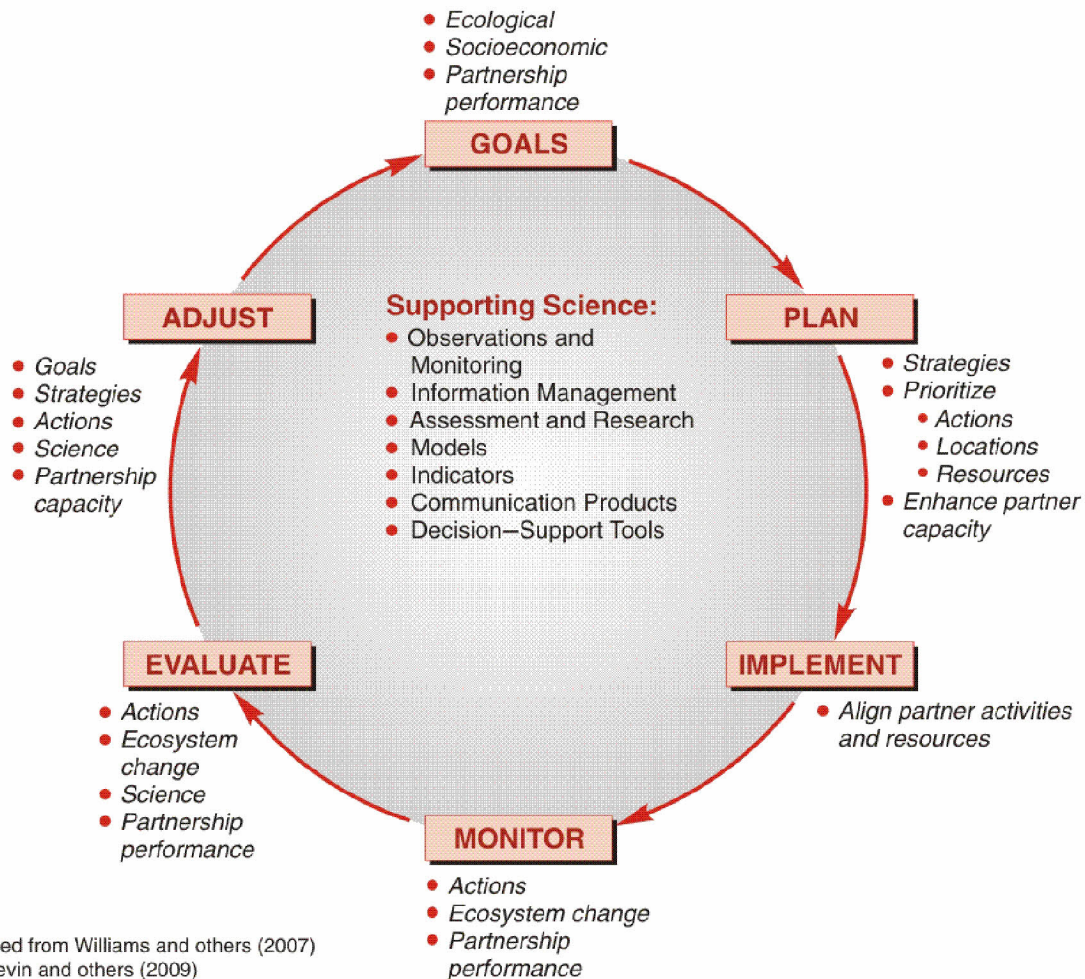 • Ecological
• Socioeconomic
• Partnership
performance
GOALS
PLAN
• Strategies
• Prioritize
• Actions
• Locations
• Resources
• Enhance partner
capacity
IMPLEMENT
• Align partner activities
and resources
MONITOR
• Actions
• Ecosystem change
• Partnership
performance
EVALUATE
• Actions
• Ecosystem
change
• Science
• Partnership
performance
ADJUST
• Goals
• Strategies
• Actions
• Science
• Partnership
capacity
Supporting Science:
• Observations and
Monitoring
• Information Management
• Assessment and Research
• Models
• Indicators
• Communication Products
• Decision–Support Tools
from Williams and others (2007)
and others (2009)